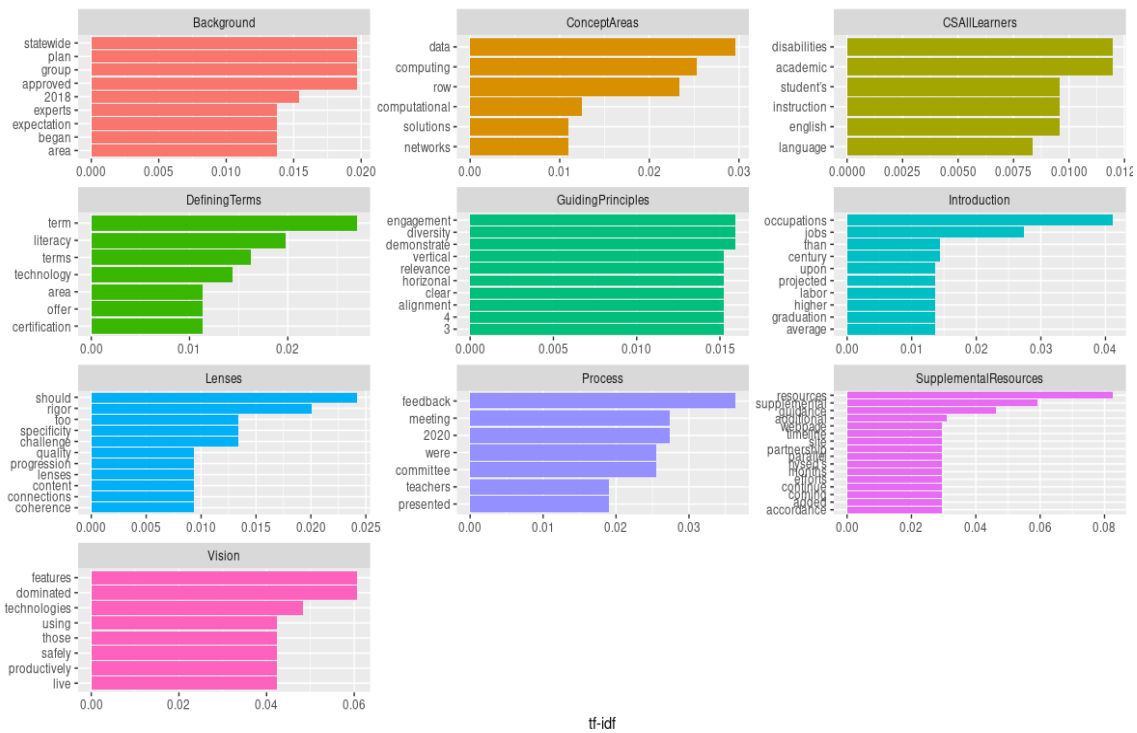 Background
statewide
plan
group
approved
2018
experts
expectation
began
area
0.000 0.005 0.010 0.015 0.020
ConceptAreas
data
computing
row
computational
solutions
networks
0.00 0.01 0.02 0.03
CSAllLearners
disabilities
academic
student's
instruction
english
language
0.0000 0.0025 0.0050 0.0075 0.0100 0.012
DefiningTerms
term
literacy
terms
technology
area
offer
certification
0.00 0.01 0.02
GuidingPrinciples
engagement
diversity
demonstrate
vertical
relevance
horizonal
clear
alignment
4
3
0.000 0.005 0.010 0.015
Introduction
occupations
jobs
than
century
upon
projected
labor
higher
graduation
average
0.00 0.01 0.02 0.03 0.04
Lenses
should
rigor
too
specificity
challenge
quality
progression
lenses
content
connections
coherence
0.000 0.005 0.010 0.015 0.020 0.025
Process
feedback
meeting
2020
were
committee
teachers
presented
0.00 0.01 0.02 0.03
SupplementalResources
resources
supplemental
guidance
additional
webpage
timeline
site
partnership
parallel
nysed's
months
efforts
continue
coming
added
accordance
0.00 0.02 0.04 0.06 0.08
Vision
features
dominated
technologies
using
those
safely
productively
live
0.00 0.02 0.04 0.06
tf-idf